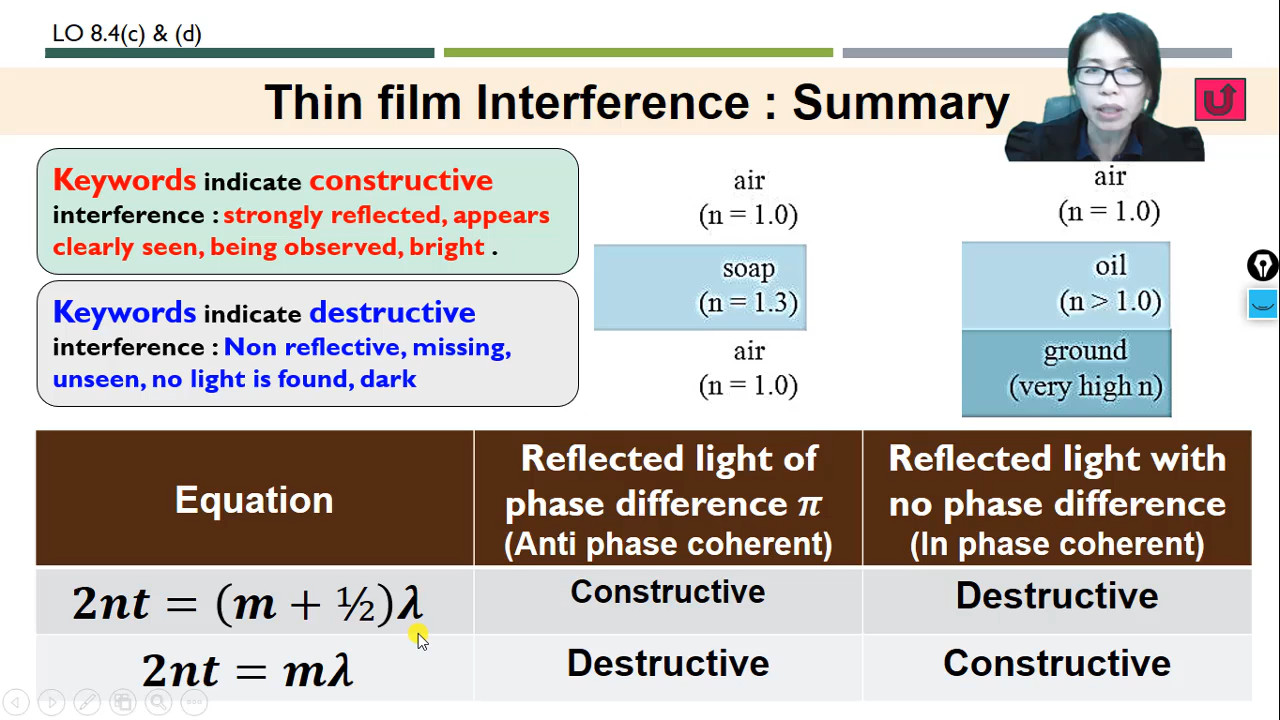 LO 8.4(c) & (d)
Thin film Interference : Summary
Keywords indicate constructive
interference : strongly reflected, appears
clearly seen, being observed, bright .
Keywords indicate destructive
interference : Non reflective, missing,
unseen, no light is found, dark
air
(n = 1.0)
soap
(n = 1.3)
air
(n = 1.0)
air
(n = 1.0)
oil
(n > 1.0)
ground
(very high n)
Equation
Reflected light of
phase difference π
(Anti phase coherent)
Reflected light with
no phase difference
(In phase coherent)
2nt = (m + ½)λ
Constructive
Destructive
2nt = mλ
Destructive
Constructive